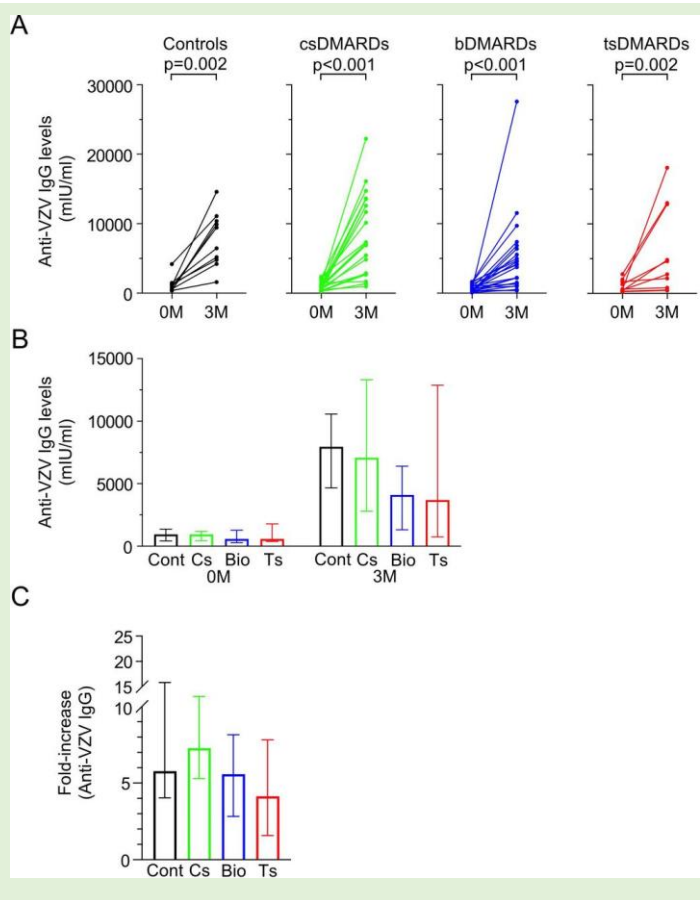 A
Controls
p=0.002
csDMARDs
p<0.001
bDMARDs
p<0.001
tsDMARDs
p=0.002
Anti-VZV IgG levels
(mIU/ml)
30000
20000
10000
0
0M 3M
0M 3M
0M 3M
0M 3M
B
Anti-VZV IgG levels
(mIU/ml)
15000
10000
5000
0
Cont Cs Bio Ts Cont Cs Bio Ts
0M 3M
C
Fold-increase
(Anti-VZV IgG)
25
20
15
10
5
0
Cont Cs Bio Ts